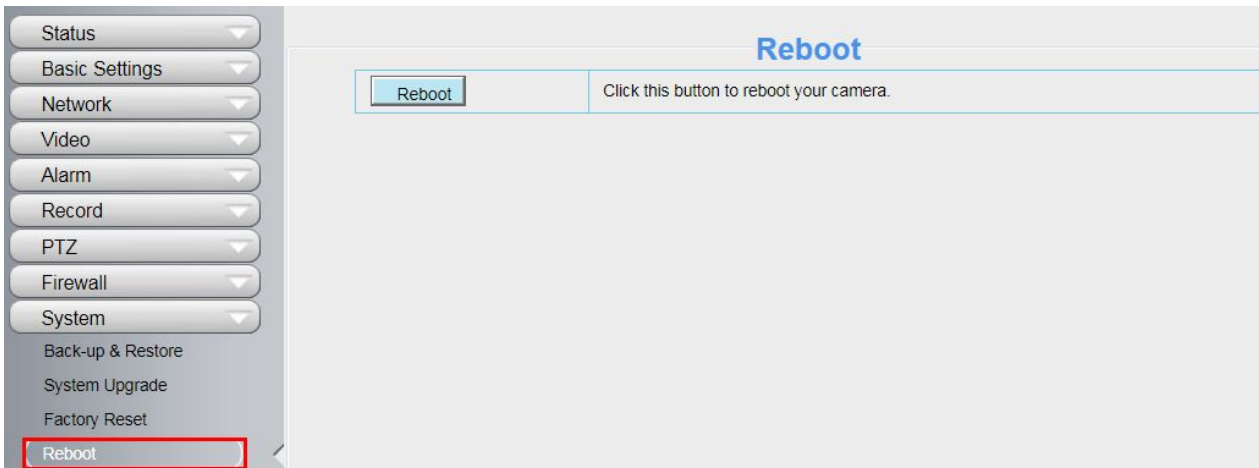 Status
Basic Settings
Network
Video
Alarm
Record
PTZ
Firewall
System
Back-up & Restore
System Upgrade
Factory Reset
Reboot
Reboot
Reboot
Click this button to reboot your camera.